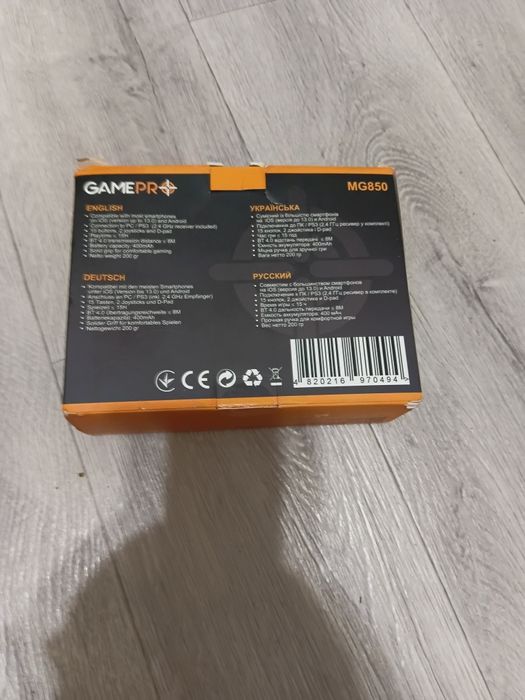 GAMEPRO
MG850
ENGLISH
Compatible with most smartphones
on iOS (version up to 13.0) and Android
Connection to PC / PS3 (2.4 GHz receiver included)
15 buttons, 2 joysticks and D-pad
Playtime ≤ 15H
BT 4.0 transmission distance ≤ 8M
Battery capacity: 400mAh
Solid grip for comfortable gaming
Netto weight 200 gr
УКРАЇНСЬКА
Сумісний із більшістю смартфонів
на iOS (версія до 13.0) и Android
Підключення до ПК / PS3 (2,4 ГГц ресивер у комплекті)
15 кнопок, 2 джойстики і D-pad
Час гри ≤ 15 год
BT 4.0 відстань передачі ≤ 8M
Ємність акумулятора: 400mAh
Міцна ручка для зручної гри
Вага нетто 200 гр
DEUTSCH
Kompatibel mit den meisten Smartphones
unter iOS (Version bis 13.0) und Android
Anschluss an PC / PS3 (inkl. 2,4 GHz Empfänger)
15 Tasten, 2 Joysticks und D-Pad
Spielzeit ≤ 15H
BT 4.0 Übertragungsreichweite ≤ 8M
Batteriekapazität: 400mAh
Solider Griff für komfortables Spielen
Nettogewicht 200 gr
РУССКИЙ
Совместим с большинством смартфонов
на iOS (версия до 13.0) и Android
Подключение к ПК / PS3 (2,4 ГГц ресивер в комплекте)
15 кнопок, 2 джойстика и D-pad
Время игры ≤ 15 ч
BT 4.0 дальность передачи ≤ 8M
Емкость аккумулятора: 400 мАч
Прочная ручка для комфортной игры
Вес нетто 200 гр
CE
4 820216 970494